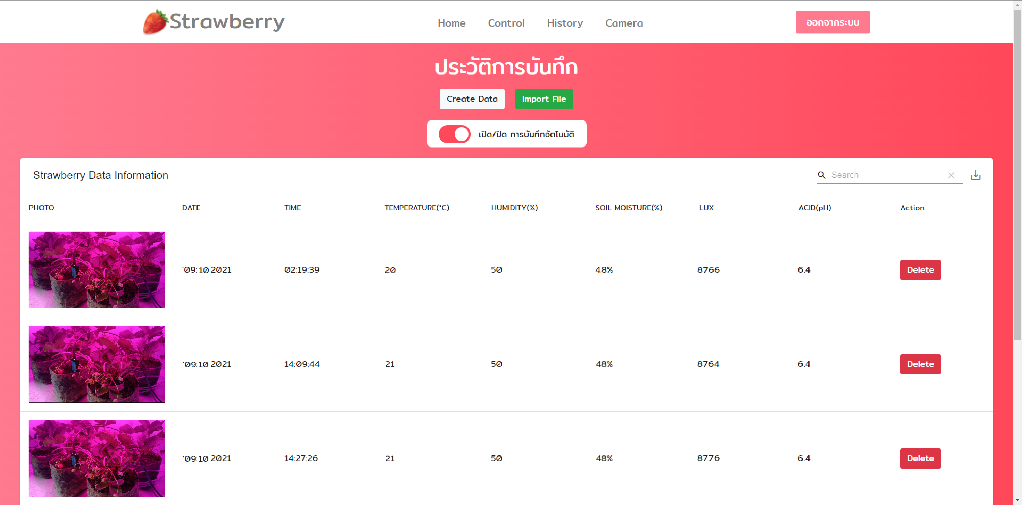 Strawberry Home Control History Camera ออกจากระบบ
ประวัติการบันทึก
Create Data Import File
เปิด/ปิด การบันทึกอัตโนมัติ
Strawberry Data Information Search
PHOTO DATE TIME TEMPERATURE(°C) HUMIDITY(%) SOIL MOISTURE(%) LUX ACID(pH) Action
'09:10 2021 02:19:39 20 50 48% 8766 6.4 Delete
'09:10 2021 14:09:44 21 50 48% 8764 6.4 Delete
'09:10 2021 14:27:26 21 50 48% 8776 6.4 Delete